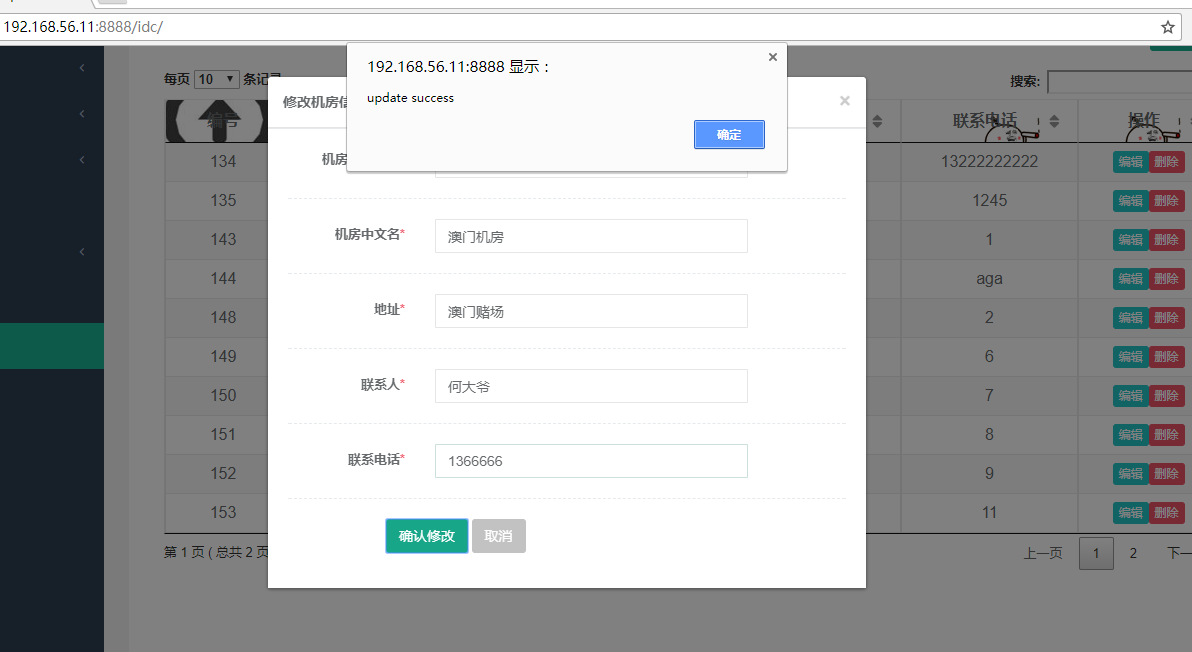 192.168.56.11:8888/idc/
192.168.56.11:8888 显示：
update success
确定
每页 10 条记录
搜索:
修改机房信
编号
联系电话
操作
机房
134
13222222222
编辑 删除
135
1245
编辑 删除
机房中文名*
澳门机房
143
1
编辑 删除
144
aga
编辑 删除
地址*
澳门赌场
148
2
编辑 删除
149
6
编辑 删除
联系人*
何大爷
150
7
编辑 删除
151
8
编辑 删除
联系电话*
1366666
152
9
编辑 删除
153
11
编辑 删除
确认修改
取消
第 1 页 ( 总共 2 页
上一页
1
2
下一